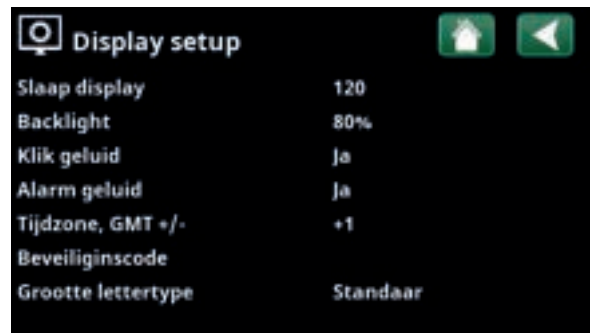 Display setup
Slaap display 120
Backlight 80%
Klik geluid Ja
Alarm geluid Ja
Tijdzone, GMT +/- +1
Beveiliginscode
Grootte lettertype Standaar